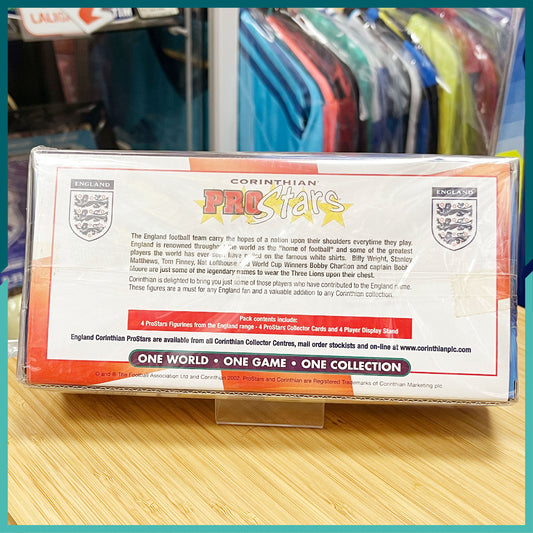 LALIGA
ENGLAND
ENGLAND
CORINTHIAN
PROStars
The England football team carry the hopes of a nation upon their shoulders everytime they play.
England is renowned throughout the world as the "home of football" and some of the greatest
players the world has ever seen have pulled on the famous white shirts. Billy Wright, Stanley
Matthews, Tom Finney, Nat Lofthouse, World Cup Winners Bobby Charlton and captain Bobby
Moore are just some of the legendary names to wear the Three Lions upon their chest.
Corinthian is delighted to bring you just some of those players who have contributed to the England name.
These figures are a must for any England fan and a valuable addition to any Corinthian collection.
Pack contents include:
4 ProStars Figurines from the England range - 4 ProStars Collector Cards and 4 Player Display Stand
England Corinthian ProStars are available from all Corinthian Collector Centres, mail order stockists and on-line at www.corinthianplc.com
ONE WORLD • ONE GAME • ONE COLLECTION
© and ® The Football Association Ltd and Corinthian 2002. ProStars and Corinthian are Registered Trademarks of Corinthian Marketing plc